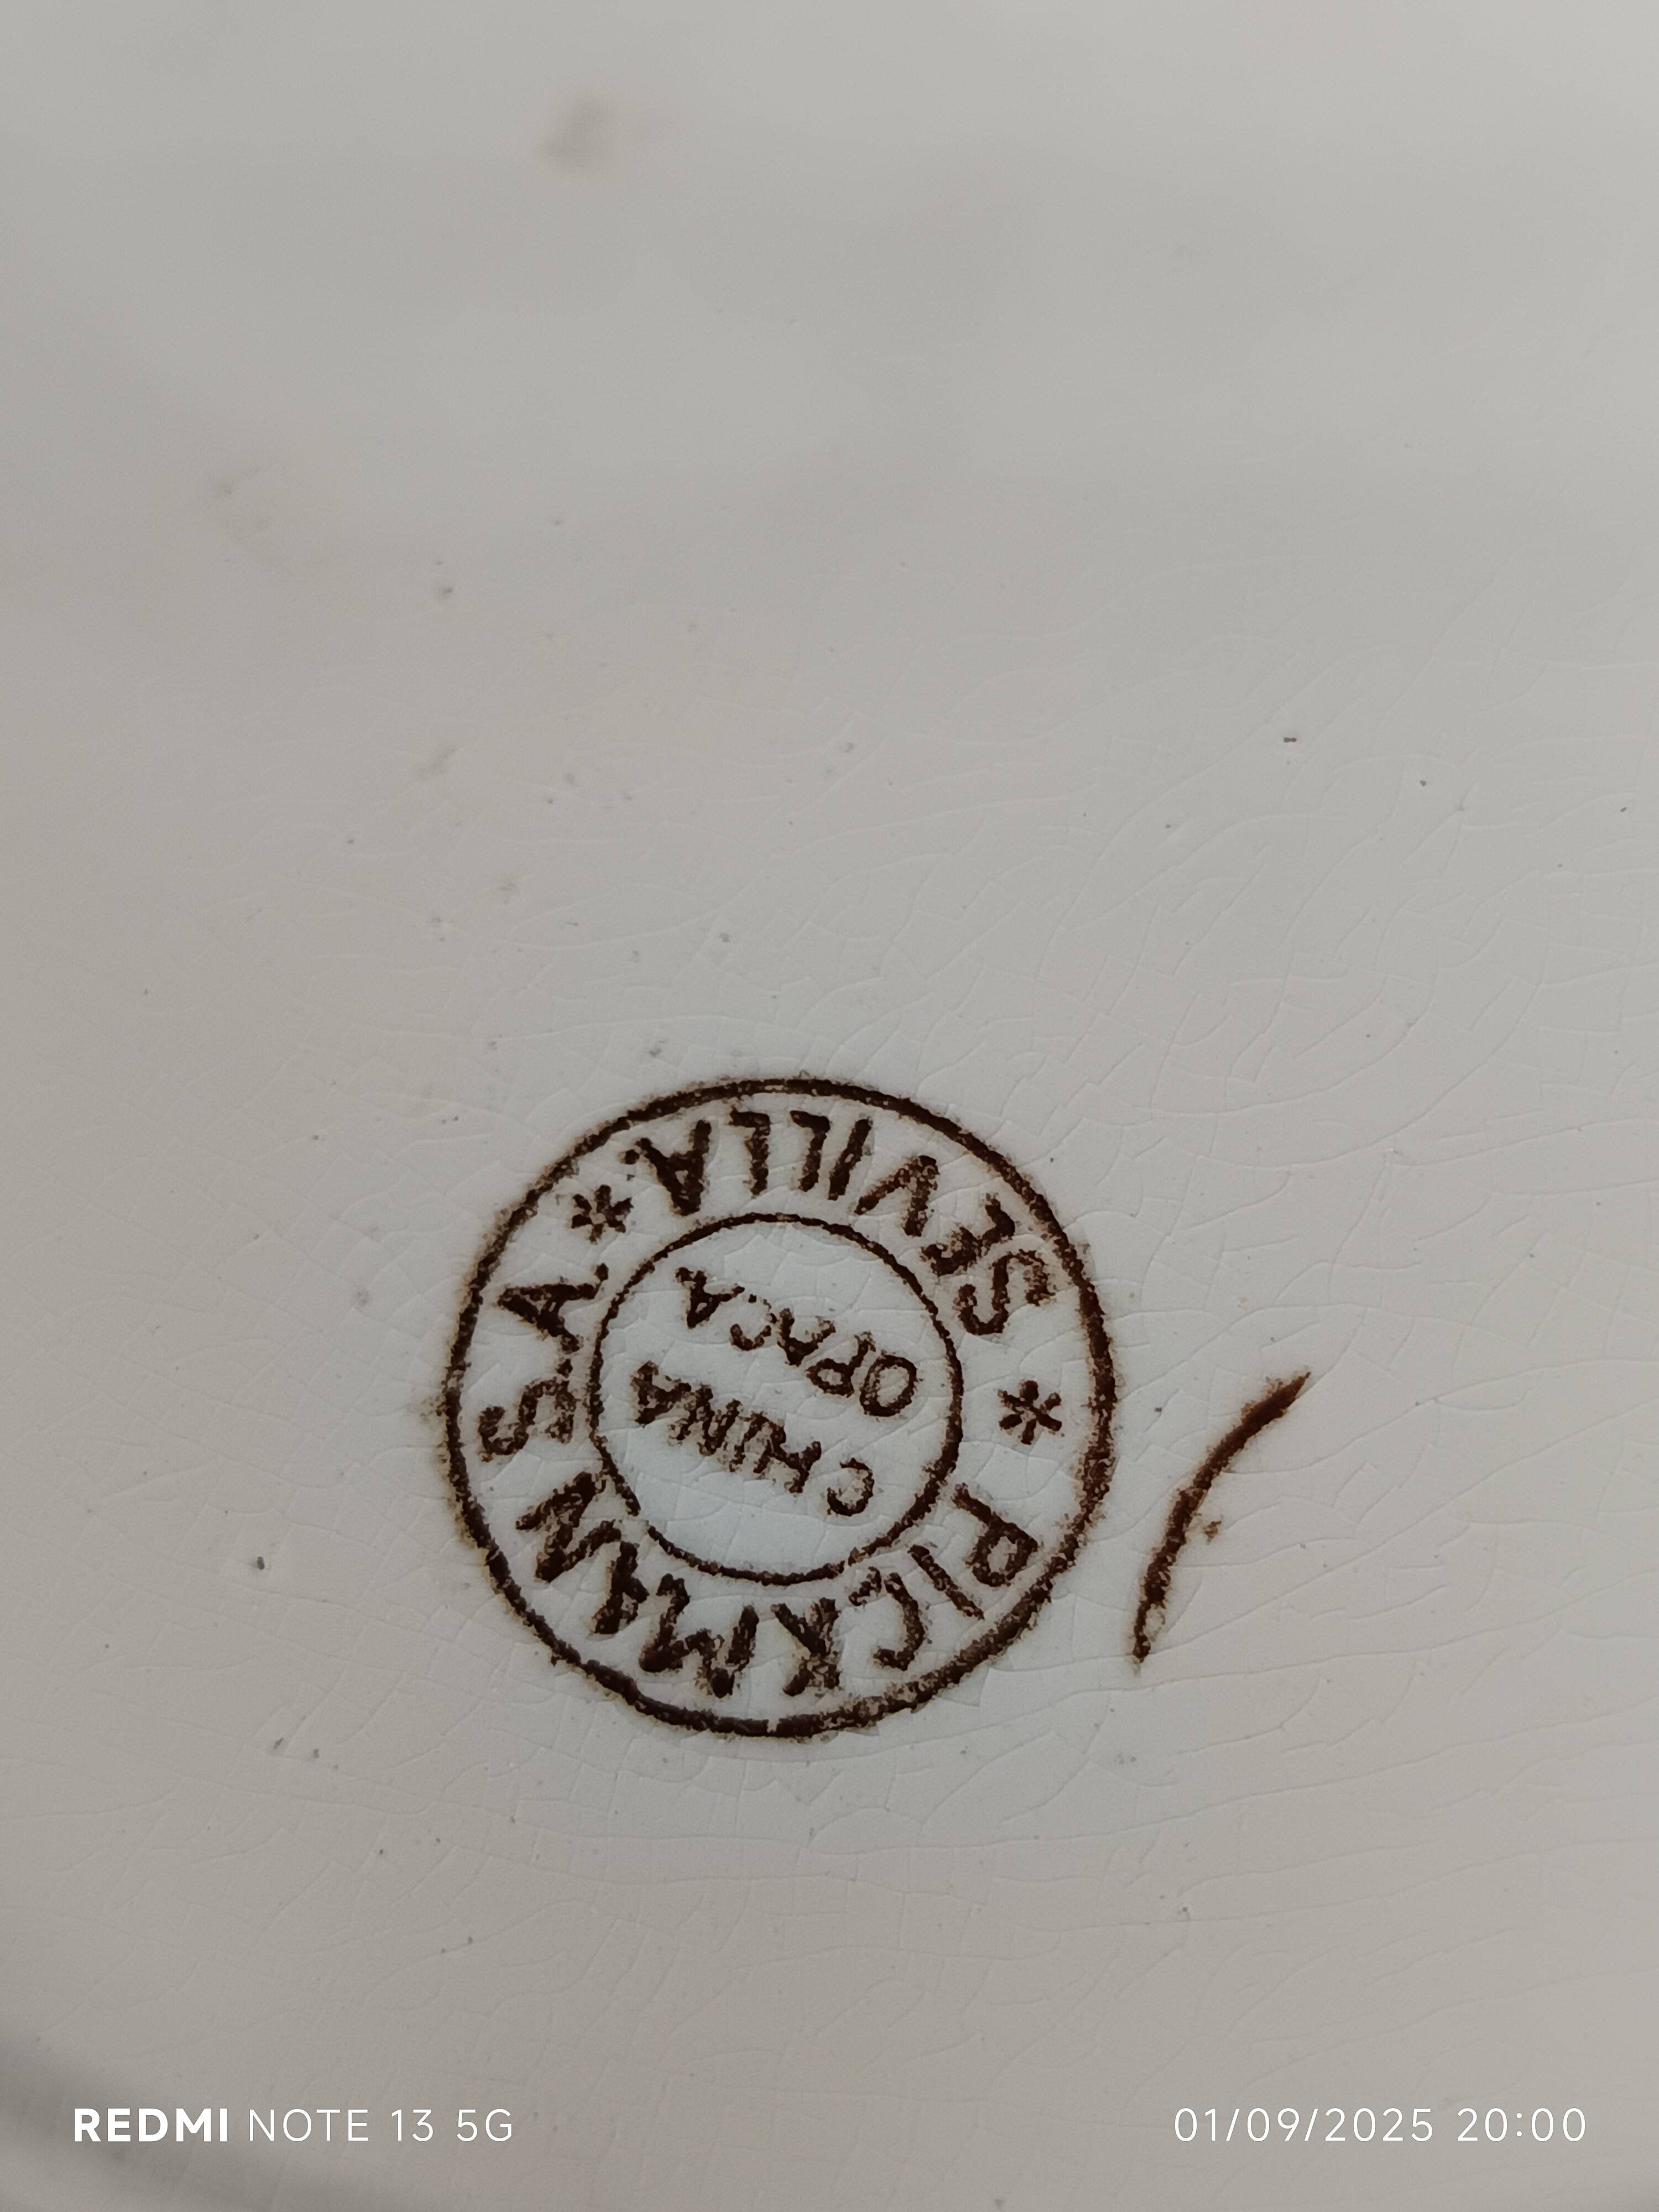 PICKMAN S.A.
CHINA
OPACA
* SEVILLA *
REDMI NOTE 13 5G
01/09/2025 20:00